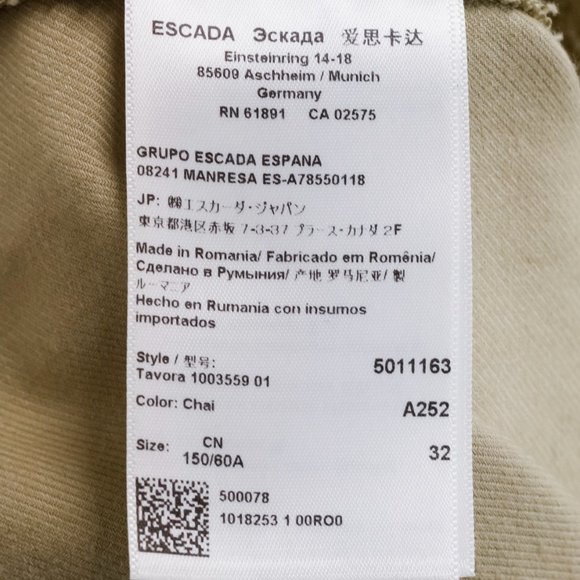 ESCADA Эскада 爱思卡达
Einsteinring 14-18
85609 Aschheim / Munich
Germany
RN 61891 CA 02575
GRUPO ESCADA ESPANA
08241 MANRESA ES-A78550118
JP: ㈱エスカーダ・ジャパン
東京都港区赤坂 7-3-37 プラース・カナダ 2F
Made in Romania/ Fabricado em Romênia/
Сделано в Румыния/ 产地 罗马尼亚/ 製
ルーマニア
Hecho en Rumania con insumos
importados
Style / 型号: 5011163
Tavora 1003559 01
Color: Chai A252
Size: CN 32
150/60A
500078
1018253 1 00RO0